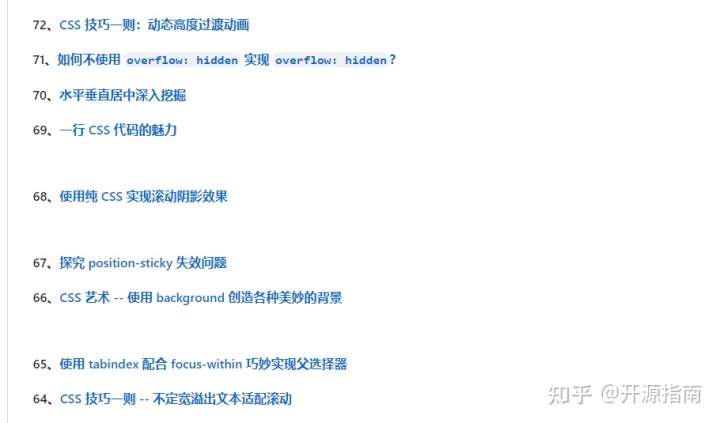 72、CSS 技巧一则：动态高度过渡动画
71、如何不使用 overflow: hidden 实现 overflow: hidden？
70、水平垂直居中深入挖掘
69、一行 CSS 代码的魅力
68、使用纯 CSS 实现滚动阴影效果
67、探究 position-sticky 失效问题
66、CSS 艺术 -- 使用 background 创造各种美妙的背景
65、使用 tabindex 配合 focus-within 巧妙实现父选择器
64、CSS 技巧一则 -- 不定宽溢出文本适配滚动
知乎 @开源指南